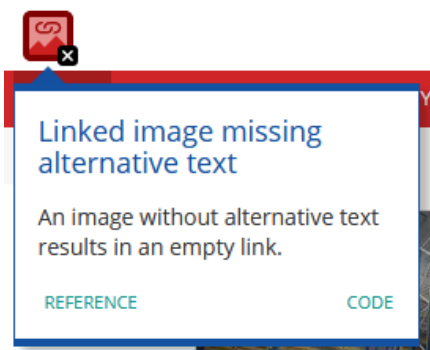 Linked image missing
alternative text
An image without alternative text
results in an empty link.
REFERENCE
CODE